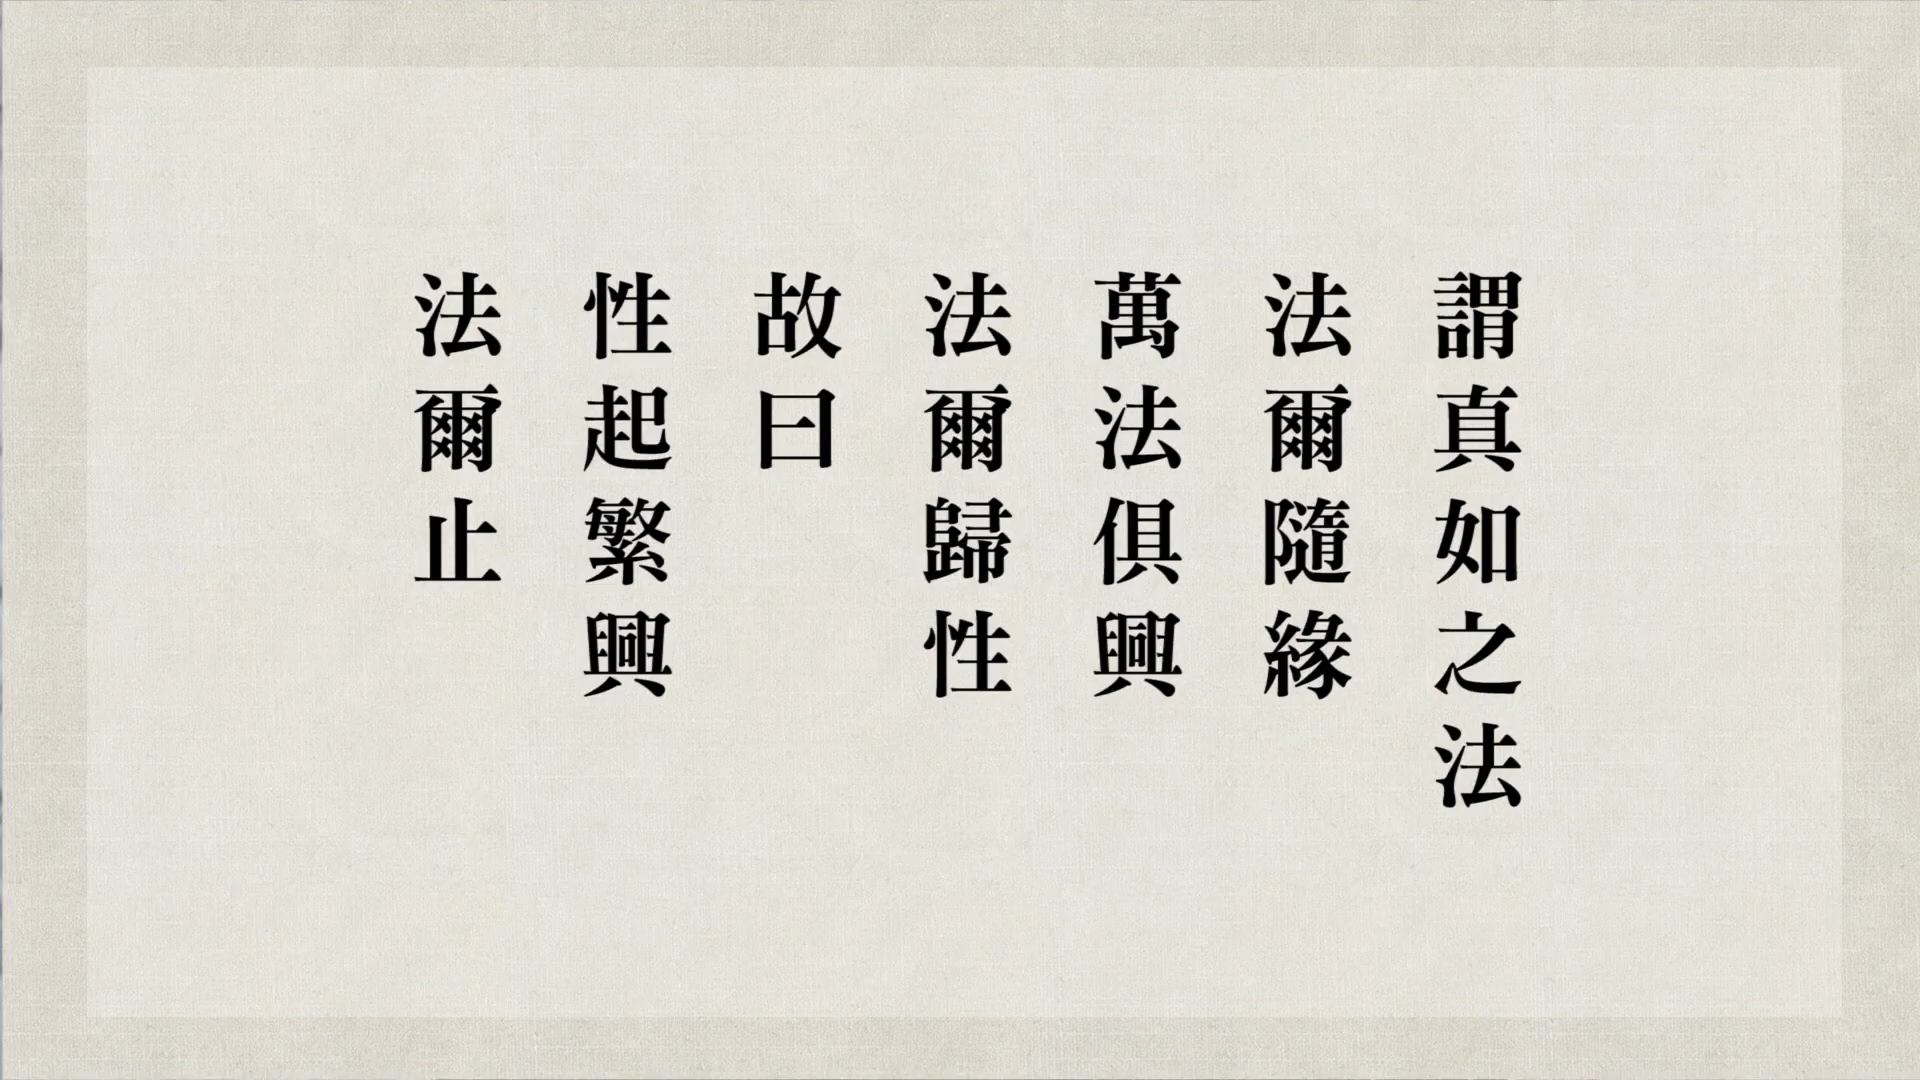 謂真如之法
法爾隨緣
萬法俱興
法爾歸性
故曰
性起繁興
法爾止